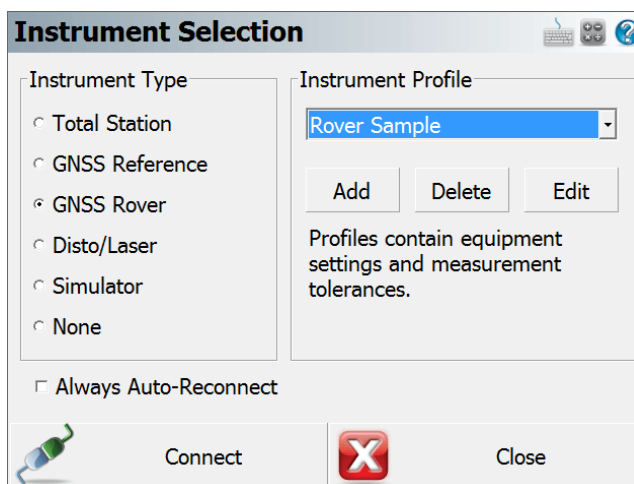 Instrument Selection
Instrument Type
Total Station
GNSS Reference
GNSS Rover
Disto/Laser
Simulator
None
Instrument Profile
Rover Sample
Add
Delete
Edit
Profiles contain equipment
settings and measurement
tolerances.
Always Auto-Reconnect
Connect
Close